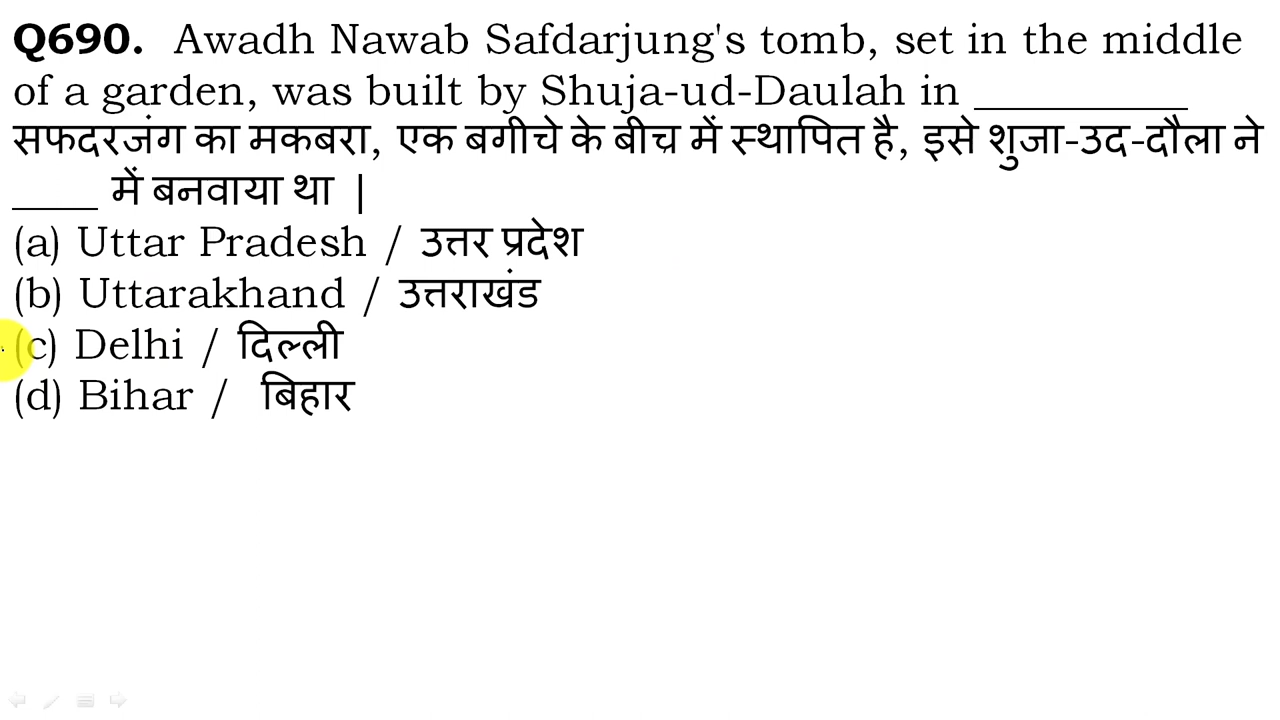 Q690. Awadh Nawab Safdarjung's tomb, set in the middle
of a garden, was built by Shuja-ud-Daulah in __________
सफदरजंग का मकबरा, एक बगीचे के बीच में स्थापित है, इसे शुजा-उद-दौला ने
____ में बनवाया था |
(a) Uttar Pradesh / उत्तर प्रदेश
(b) Uttarakhand / उत्तराखंड
(c) Delhi / दिल्ली
(d) Bihar / बिहार